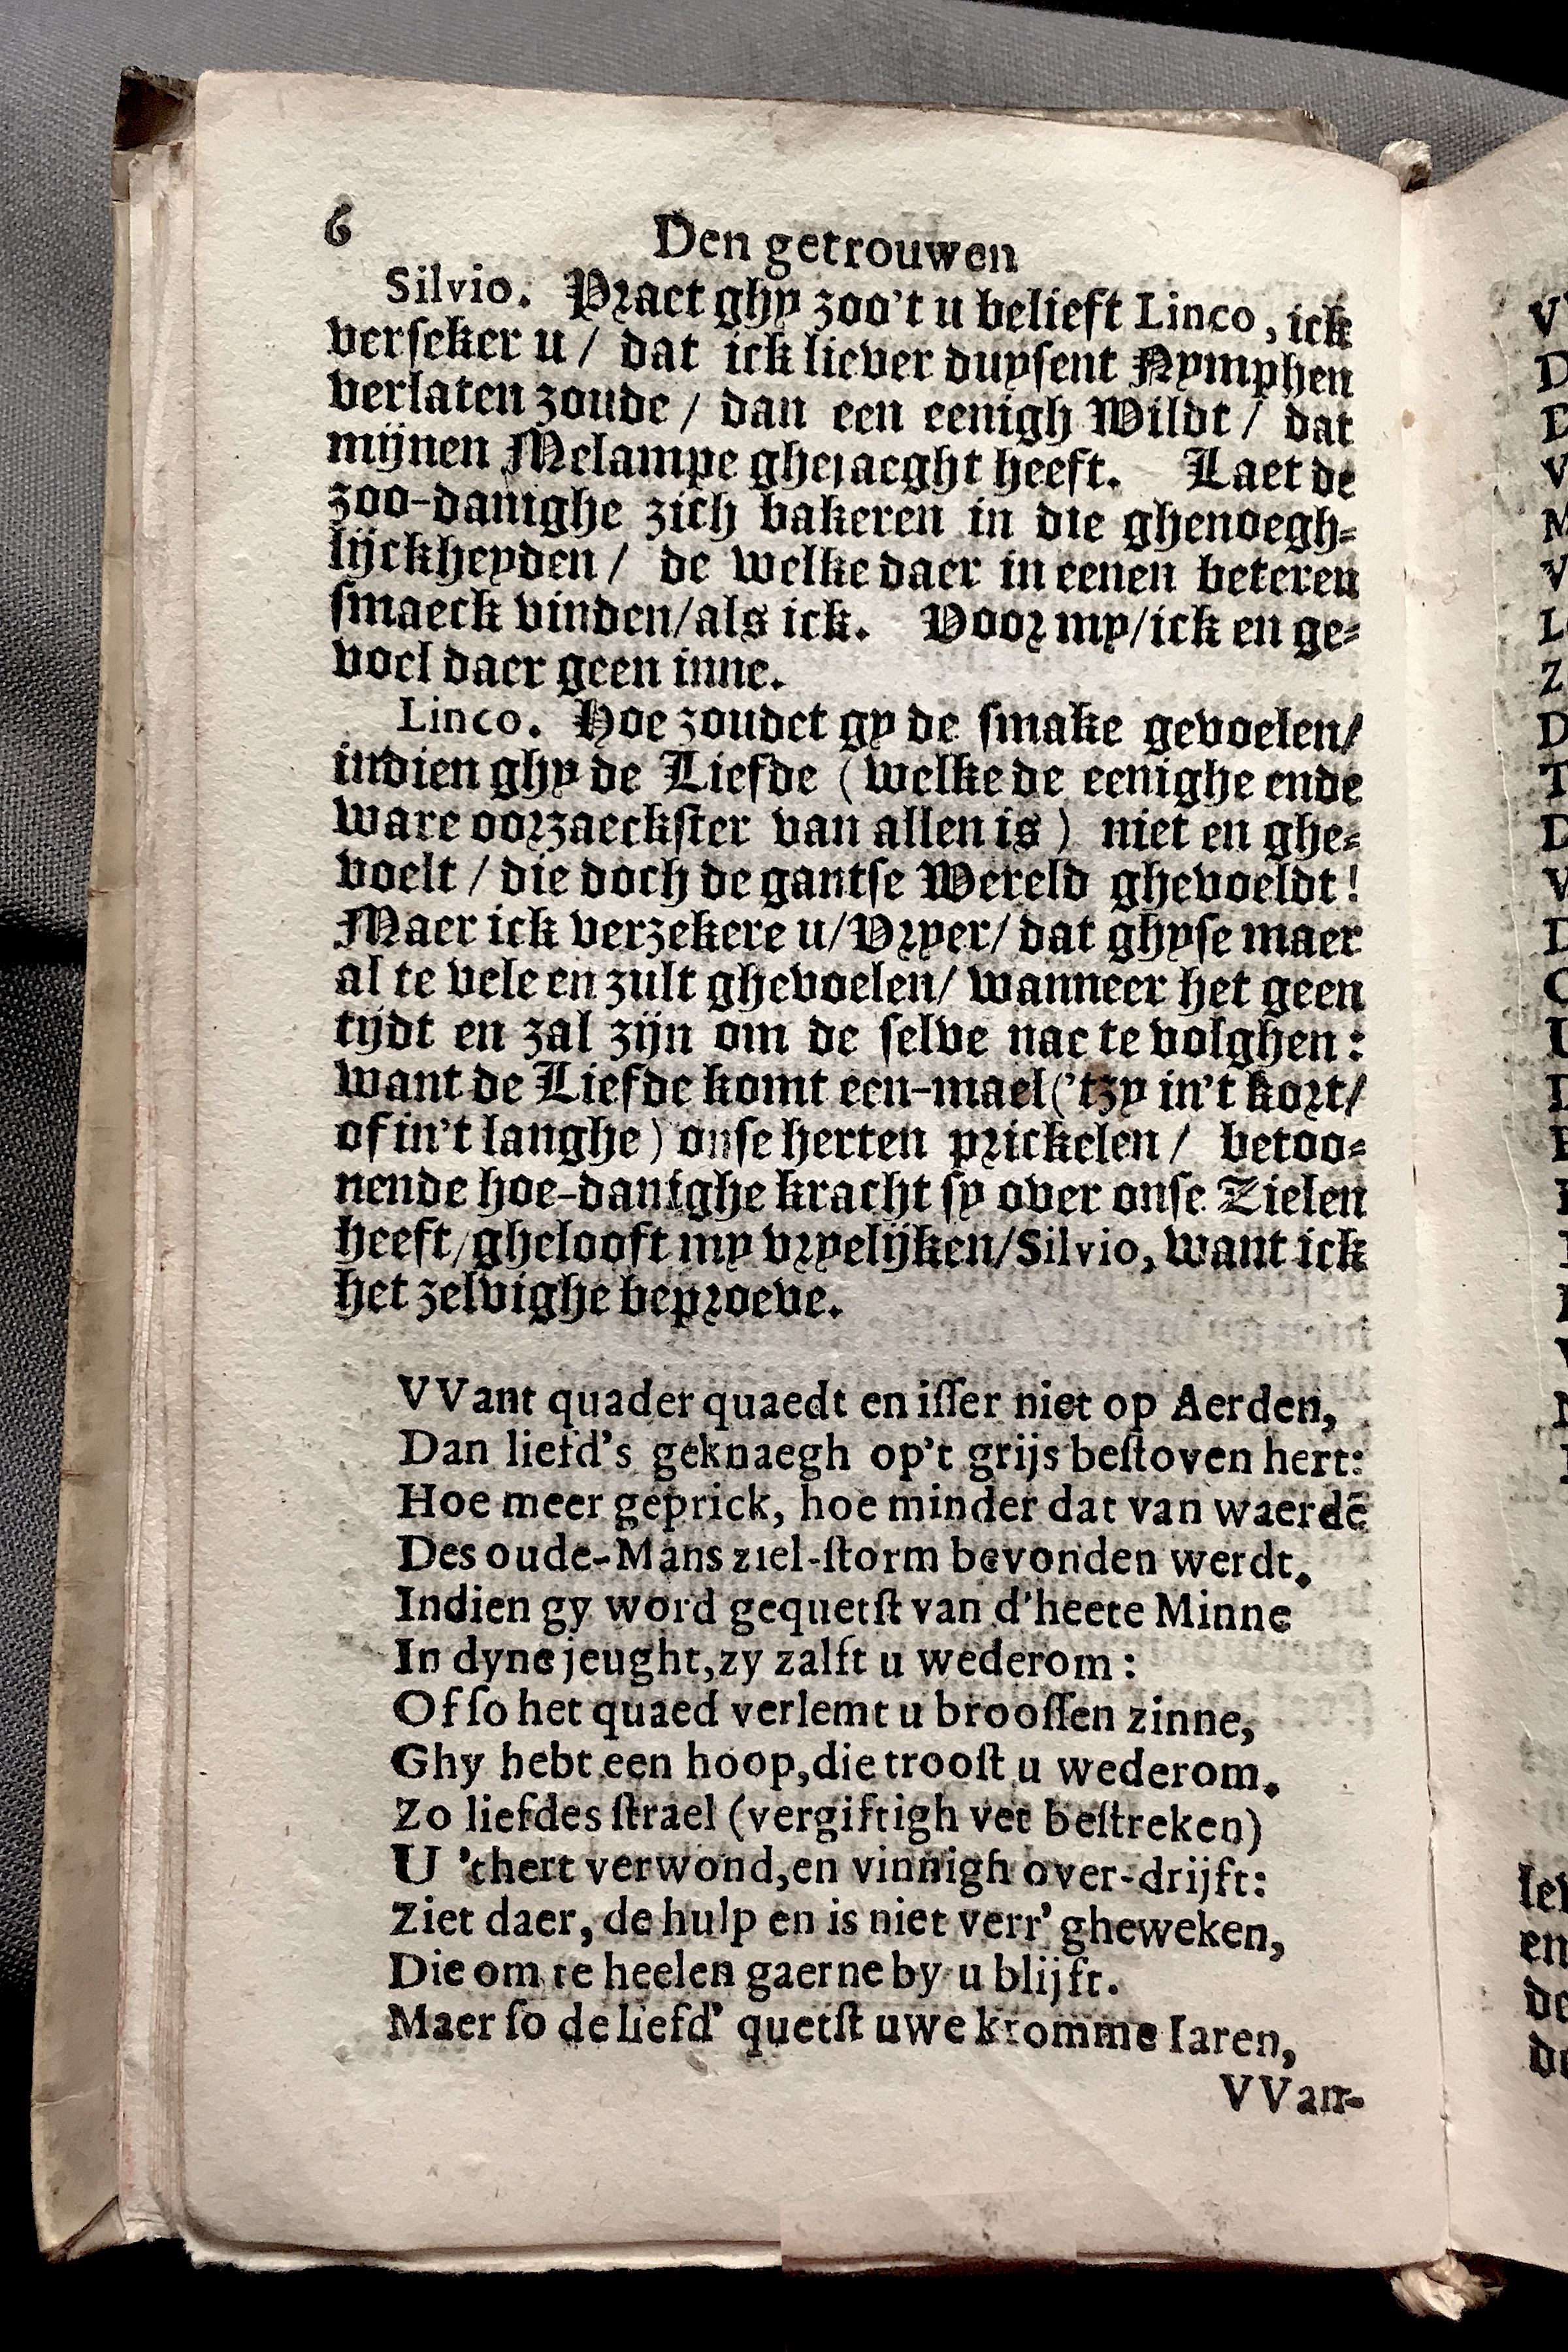 6 Den getrouwen
Silvio. Praet ghy zoo't u belieft Linco, ick
verſeker u / dat ick liever duyſent Nymphen
verlaten zoude / dan een eenigh Wildt / dat
mijnen Melampe ghejaeght heeft. Laet de
zoo-danighe zich bakeren in die ghenoegh-
lijckheyden / de welke daer in eenen beteren
ſmaeck vinden/als ick. Voor my/ick en ge-
voel daer geen inne.
Linco. Hoe zoudet gy de ſmake gevoelen/
indien ghy de Liefde (welke de eenighe ende
ware oorzaeckſter van allen is) niet en ghe-
voelt / die doch de gantſe Wereld ghevoeldt!
Maer ick verzekere u/Vryer/ dat ghyſe maer
al te vele en zult ghevoelen/ wanneer het geen
tijdt en zal zijn om de ſelve nae te volghen:
want de Liefde komt een-mael('tzy in't kort/
of in't langhe) onſe herten prickelen / betoo-
nende hoe-danighe kracht ſy over onſe Zielen
heeft/ghelooft my vryelijken/Silvio, want ick
het zelvighe beproeve.
VVant quader quaedt en iſſer niet op Aerden,
Dan liefd's geknaegh op't grijs beſtoven hert:
Hoe meer geprick, hoe minder dat van waerdē
Des oude-Mans ziel-ſtorm bevonden werdt.
Indien gy word gequetſt van d'heete Minne
In dyne jeught,zy zalft u wederom:
Of ſo het quaed verlemt u brooſſen zinne,
Ghy hebt een hoop,die trooſt u wederom.
Zo liefdes ſtrael (vergiftigh vet beſtreken)
U 'thert verwond,en vinnigh over-drijft:
Ziet daer, de hulp en is niet verr' gheweken,
Die om te heelen gaerne by u blijft.
Maer ſo de liefd' quetſt uwe kromme Iaren,
VVan-